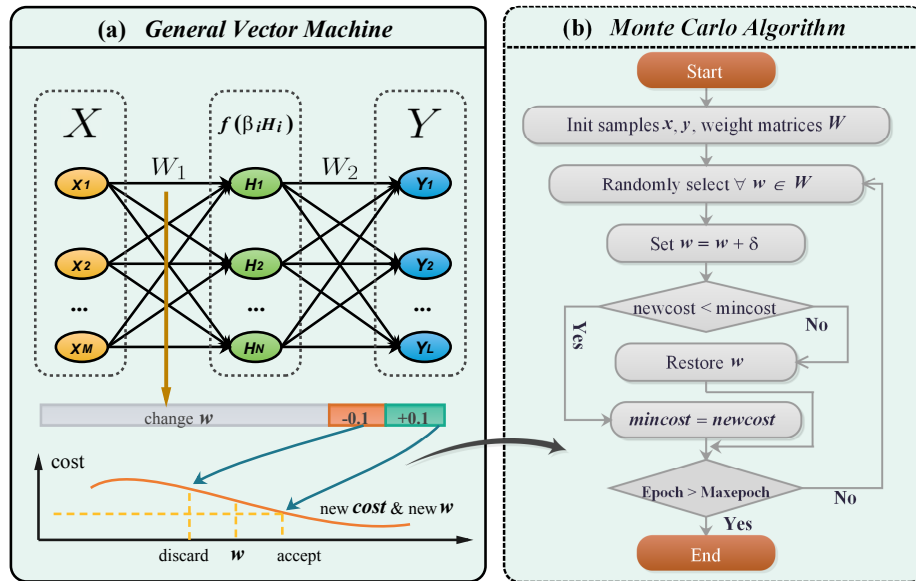 (a) General Vector Machine
X
f (βiHi)
Y
W1
W2
X1
H1
Y1
X2
H2
Y2
...
...
...
XM
HN
YL
change w
-0.1
+0.1
cost
new cost & new w
discard
w
accept
(b) Monte Carlo Algorithm
Start
Init samples x, y, weight matrices W
Randomly select ∀ w ∈ W
Set w = w + δ
newcost < mincost
Yes
No
Restore w
mincost = newcost
Epoch > Maxepoch
No
Yes
End